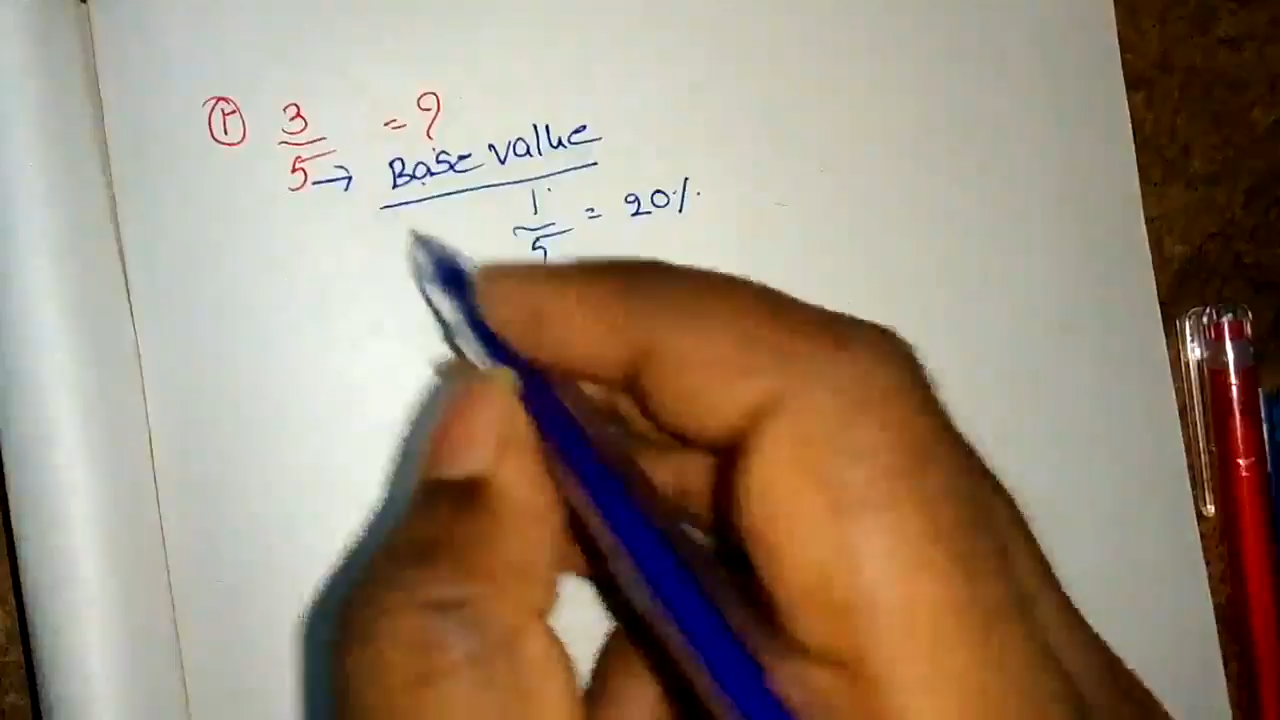 ① 3/5 = ?
5 → Base value
1/5 = 20%